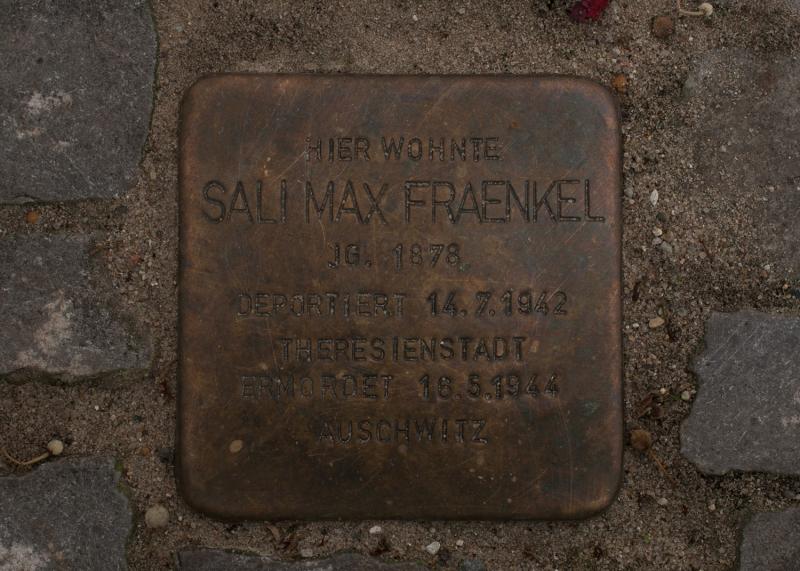 HIER WOHNTE
SALI MAX FRAENKEL
JG. 1878
DEPORTIERT 14.7.1942
THERESIENSTADT
ERMORDET 16.5.1944
AUSCHWITZ